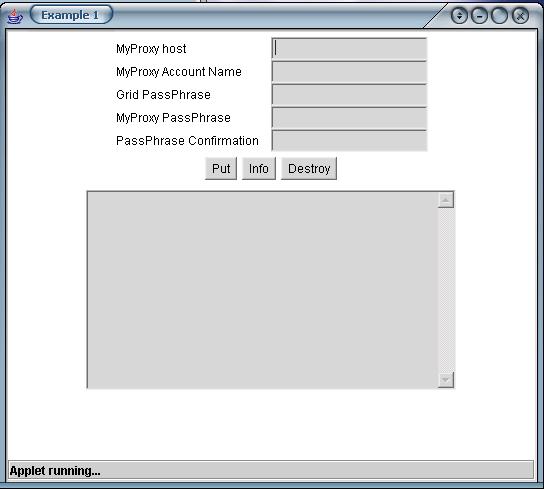 Example 1
MyProxy host
MyProxy Account Name
Grid PassPhrase
MyProxy PassPhrase
PassPhrase Confirmation
Put Info Destroy
Applet running...